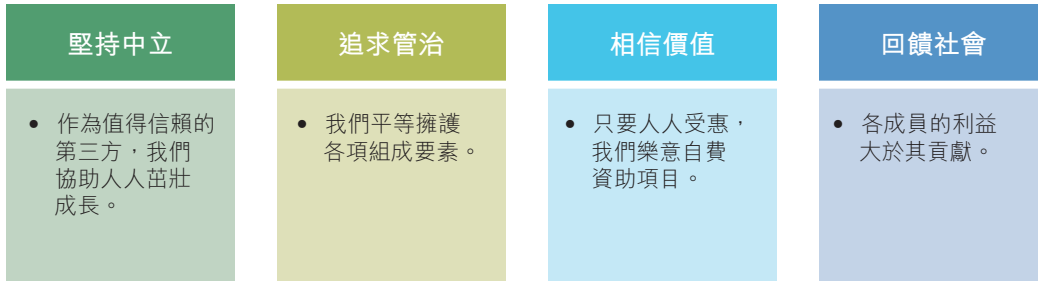 堅持中立
• 作為值得信賴的
第三方，我們
協助人人茁壯
成長。
追求管治
• 我們平等擁護
各項組成要素。
相信價值
• 只要人人受惠，
我們樂意自費
資助項目。
回饋社會
• 各成員的利益
大於其貢獻。